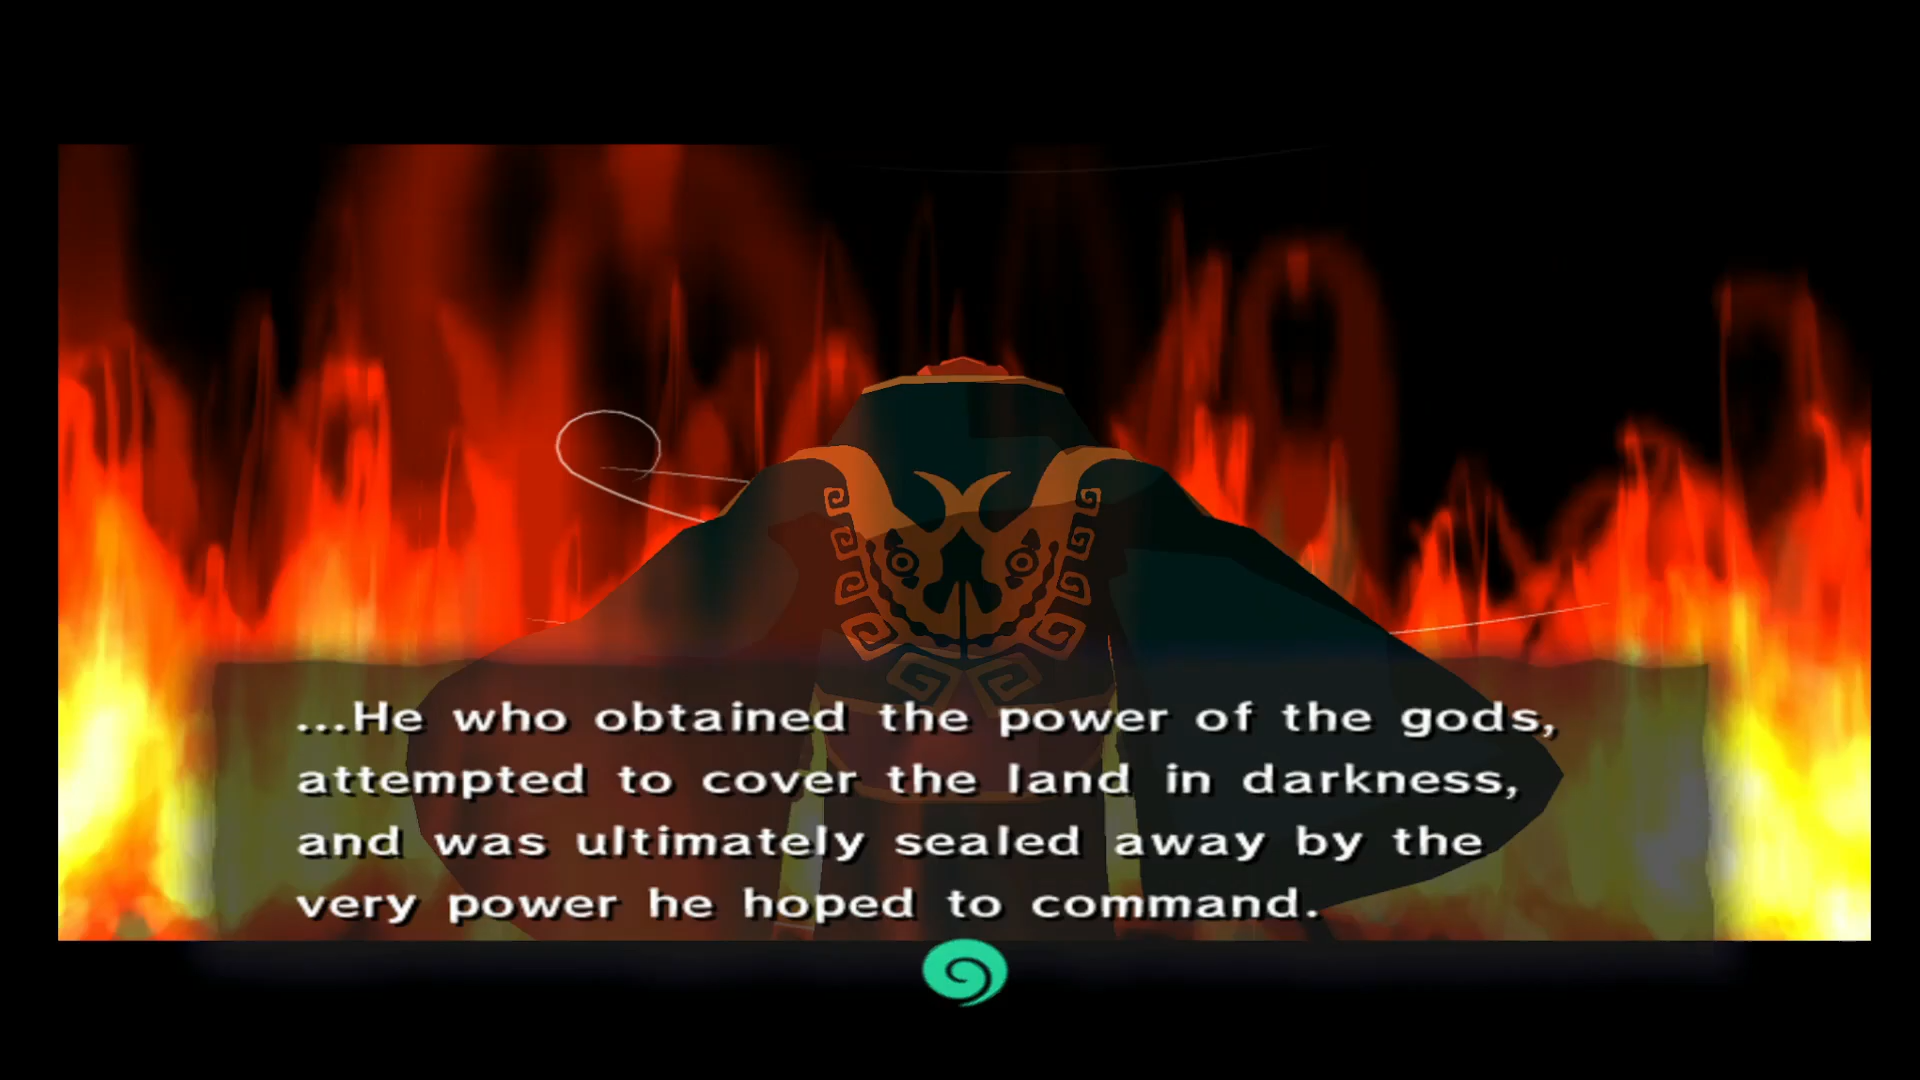 ...He who obtained the power of the gods,
attempted to cover the land in darkness,
and was ultimately sealed away by the
very power he hoped to command.